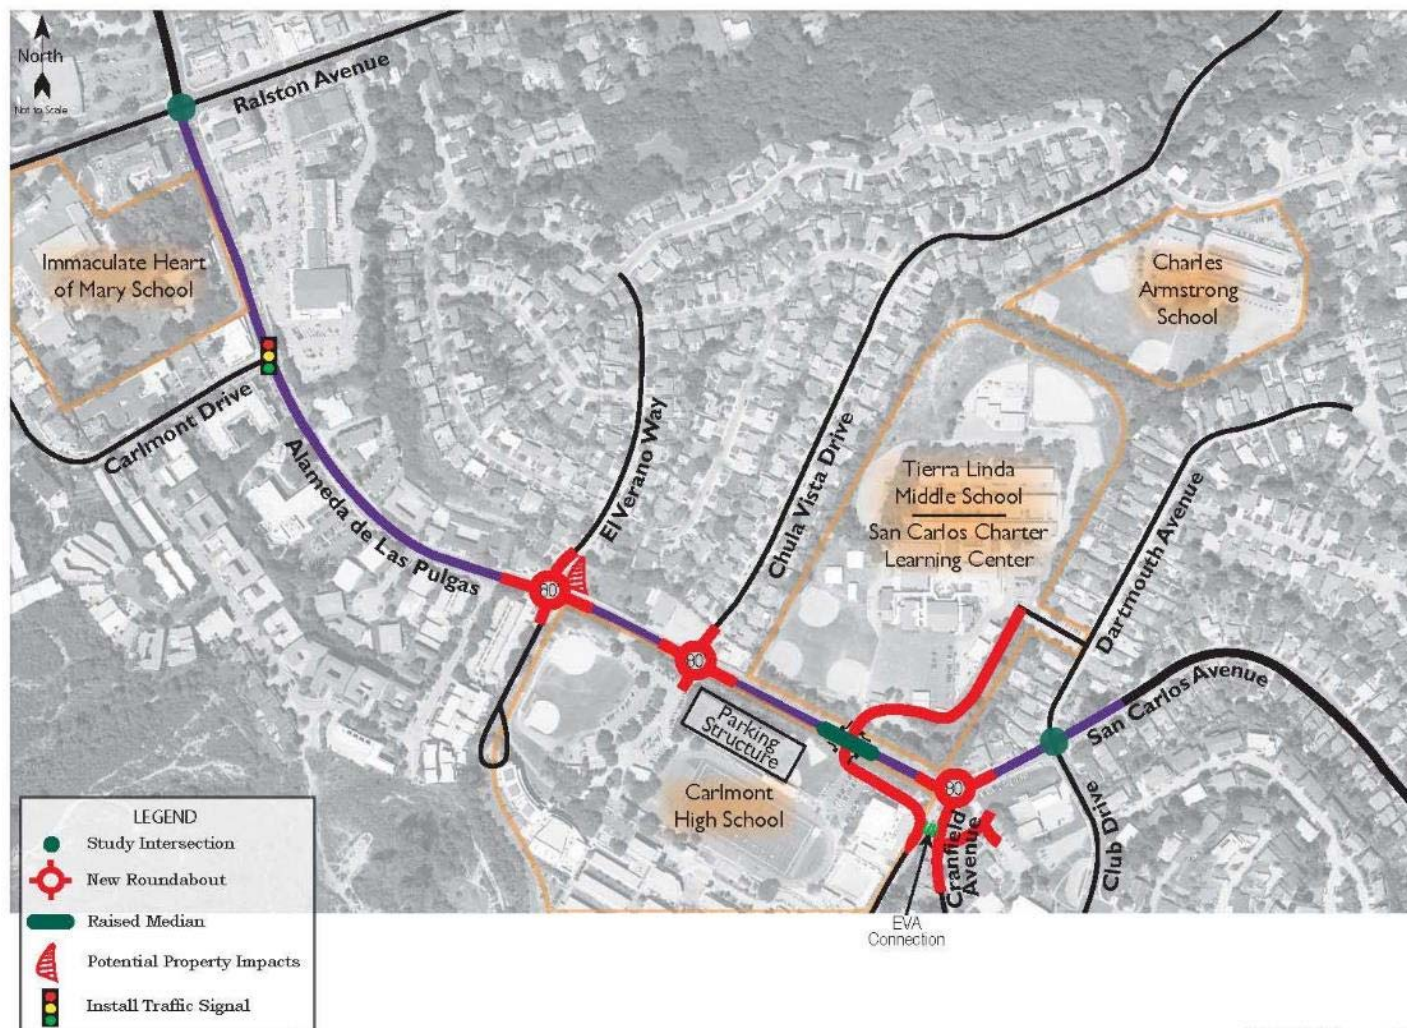 North
Not to Scale
Ralston Avenue
Immaculate Heart
of Mary School
Charles
Armstrong
School
Carlmont Drive
Alameda de Las Pulgas
El Verano Way
Chula Vista Drive
Tierra Linda
Middle School
San Carlos Charter
Learning Center
Dartmouth Avenue
80
80
Parking
Structure
San Carlos Avenue
80
Carlmont
High School
Cranfield
Avenue
Club Drive
EVA
Connection
LEGEND
Study Intersection
New Roundabout
Raised Median
Potential Property Impacts
Install Traffic Signal